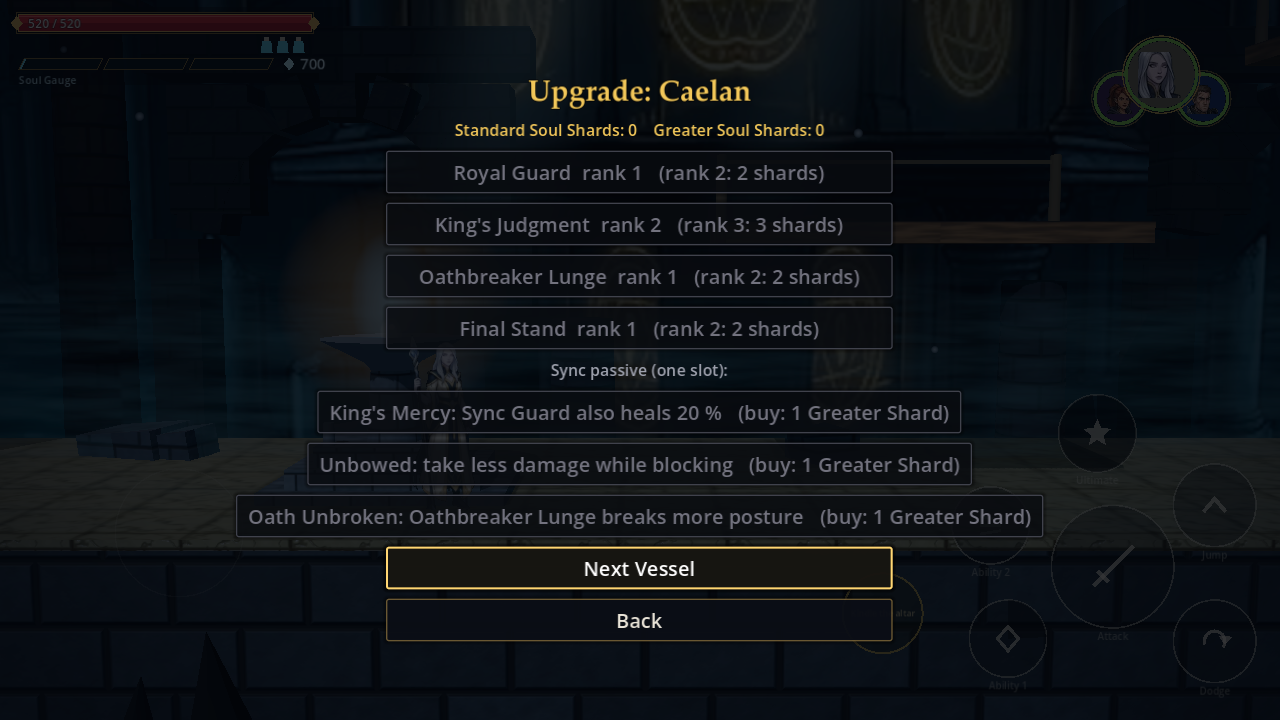 520 / 520
700
Soul Gauge
Upgrade: Caelan
Standard Soul Shards: 0 Greater Soul Shards: 0
Royal Guard rank 1 (rank 2: 2 shards)
King's Judgment rank 2 (rank 3: 3 shards)
Oathbreaker Lunge rank 1 (rank 2: 2 shards)
Final Stand rank 1 (rank 2: 2 shards)
Sync passive (one slot):
King's Mercy: Sync Guard also heals 20 % (buy: 1 Greater Shard)
Unbowed: take less damage while blocking (buy: 1 Greater Shard)
Ultimate
Oath Unbroken: Oathbreaker Lunge breaks more posture (buy: 1 Greater Shard)
Jump
Next Vessel
Ability 2
altar
Back
Attack
Ability 1
Dodge